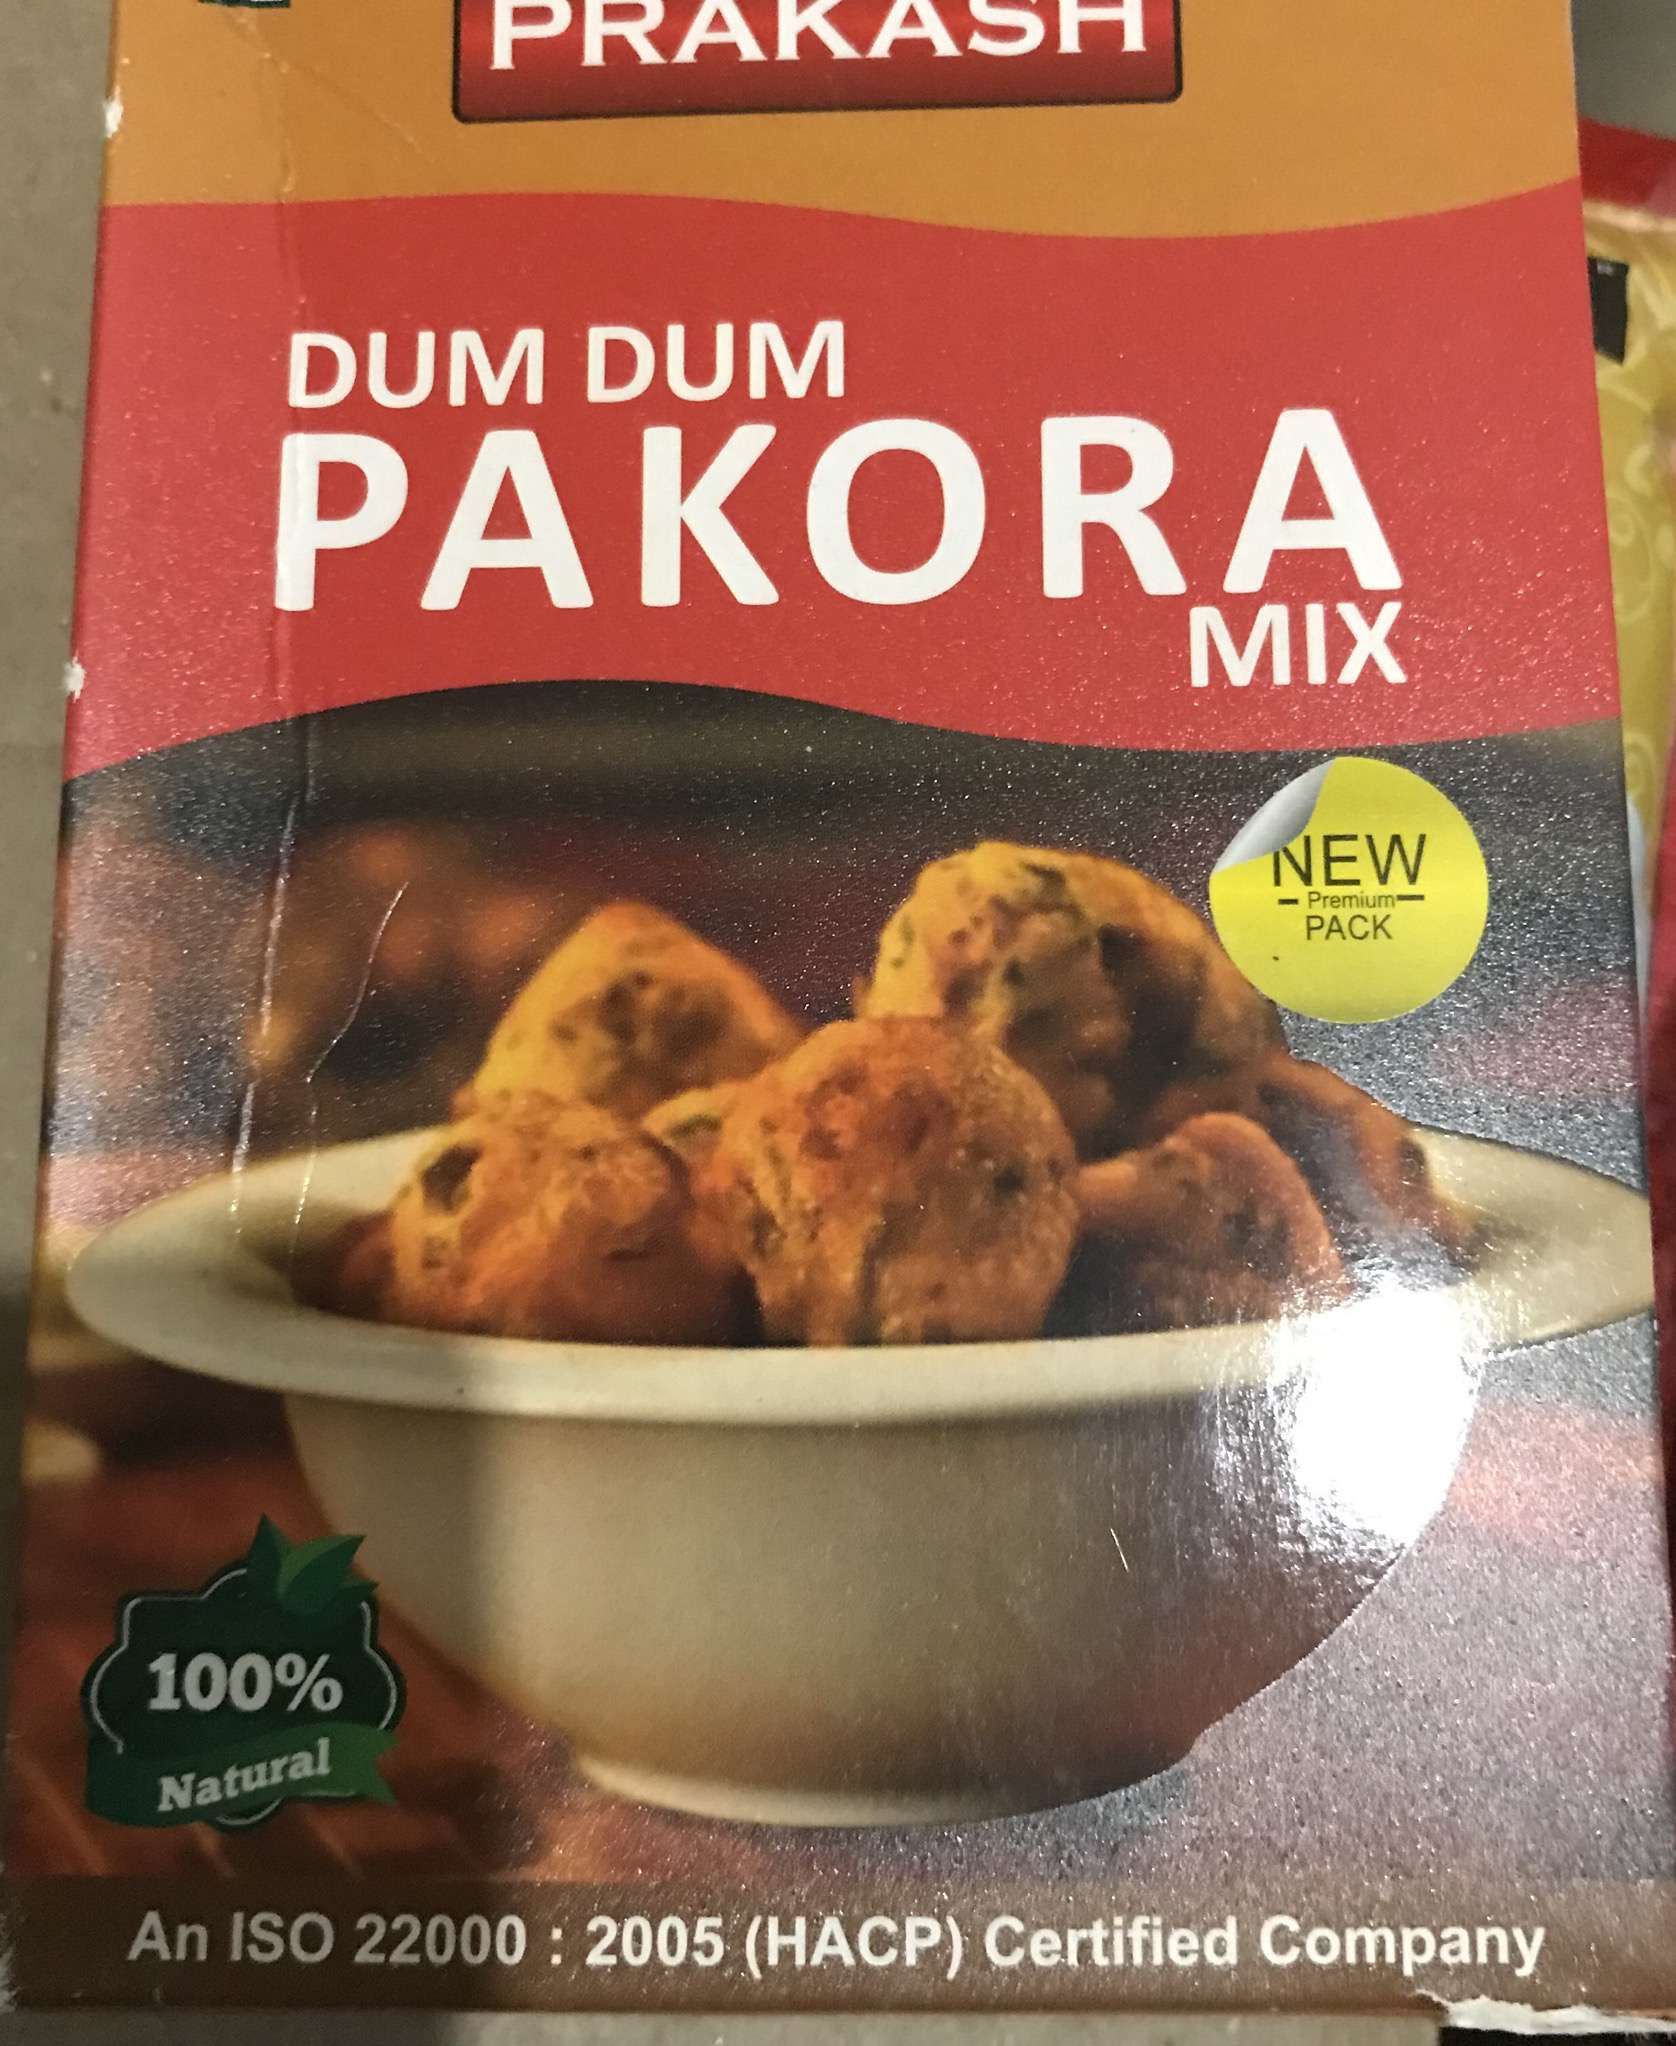 PRAKASH
DUM DUM
PAKORA
MIX
NEW
Premium
PACK
100%
Natural
An ISO 22000 : 2005 (HACP) Certified Company